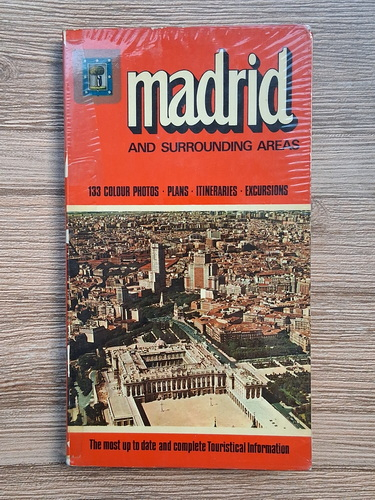 madrid
AND SURROUNDING AREAS
133 COLOUR PHOTOS · PLANS · ITINERARIES · EXCURSIONS
The most up to date and complete Touristical Information